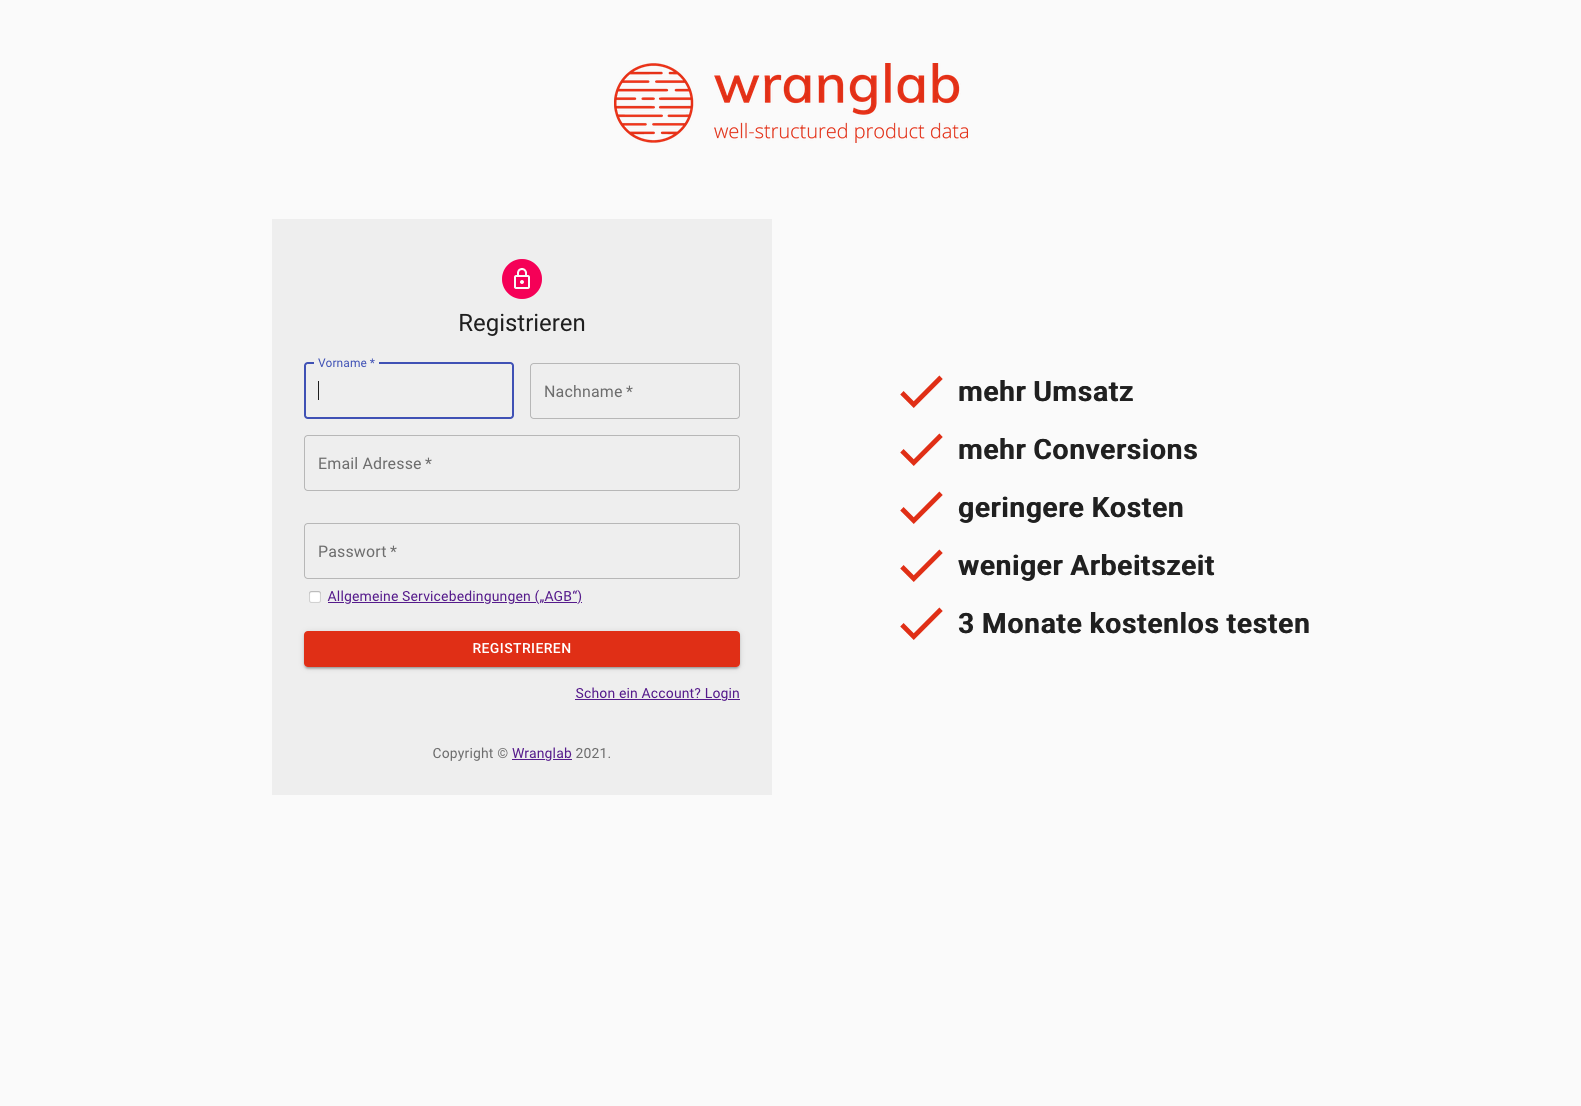 wranglab
well-structured product data
Registrieren
Vorname *
Nachname *
Email Adresse *
Passwort *
Allgemeine Servicebedingungen („AGB“)
REGISTRIEREN
Schon ein Account? Login
Copyright © Wranglab 2021.
mehr Umsatz
mehr Conversions
geringere Kosten
weniger Arbeitszeit
3 Monate kostenlos testen